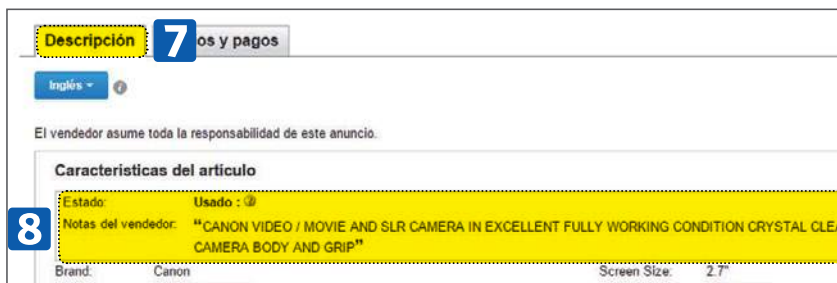 Descripción 7 os y pagos
Inglés
El vendedor asume toda la responsabilidad de este anuncio.
Caracteristicas del artículo
Estado: Usado :
8 Notas del vendedor: “CANON VIDEO / MOVIE AND SLR CAMERA IN EXCELLENT FULLY WORKING CONDITION CRYSTAL CLEA
CAMERA BODY AND GRIP”
Brand: Canon Screen Size: 2.7"